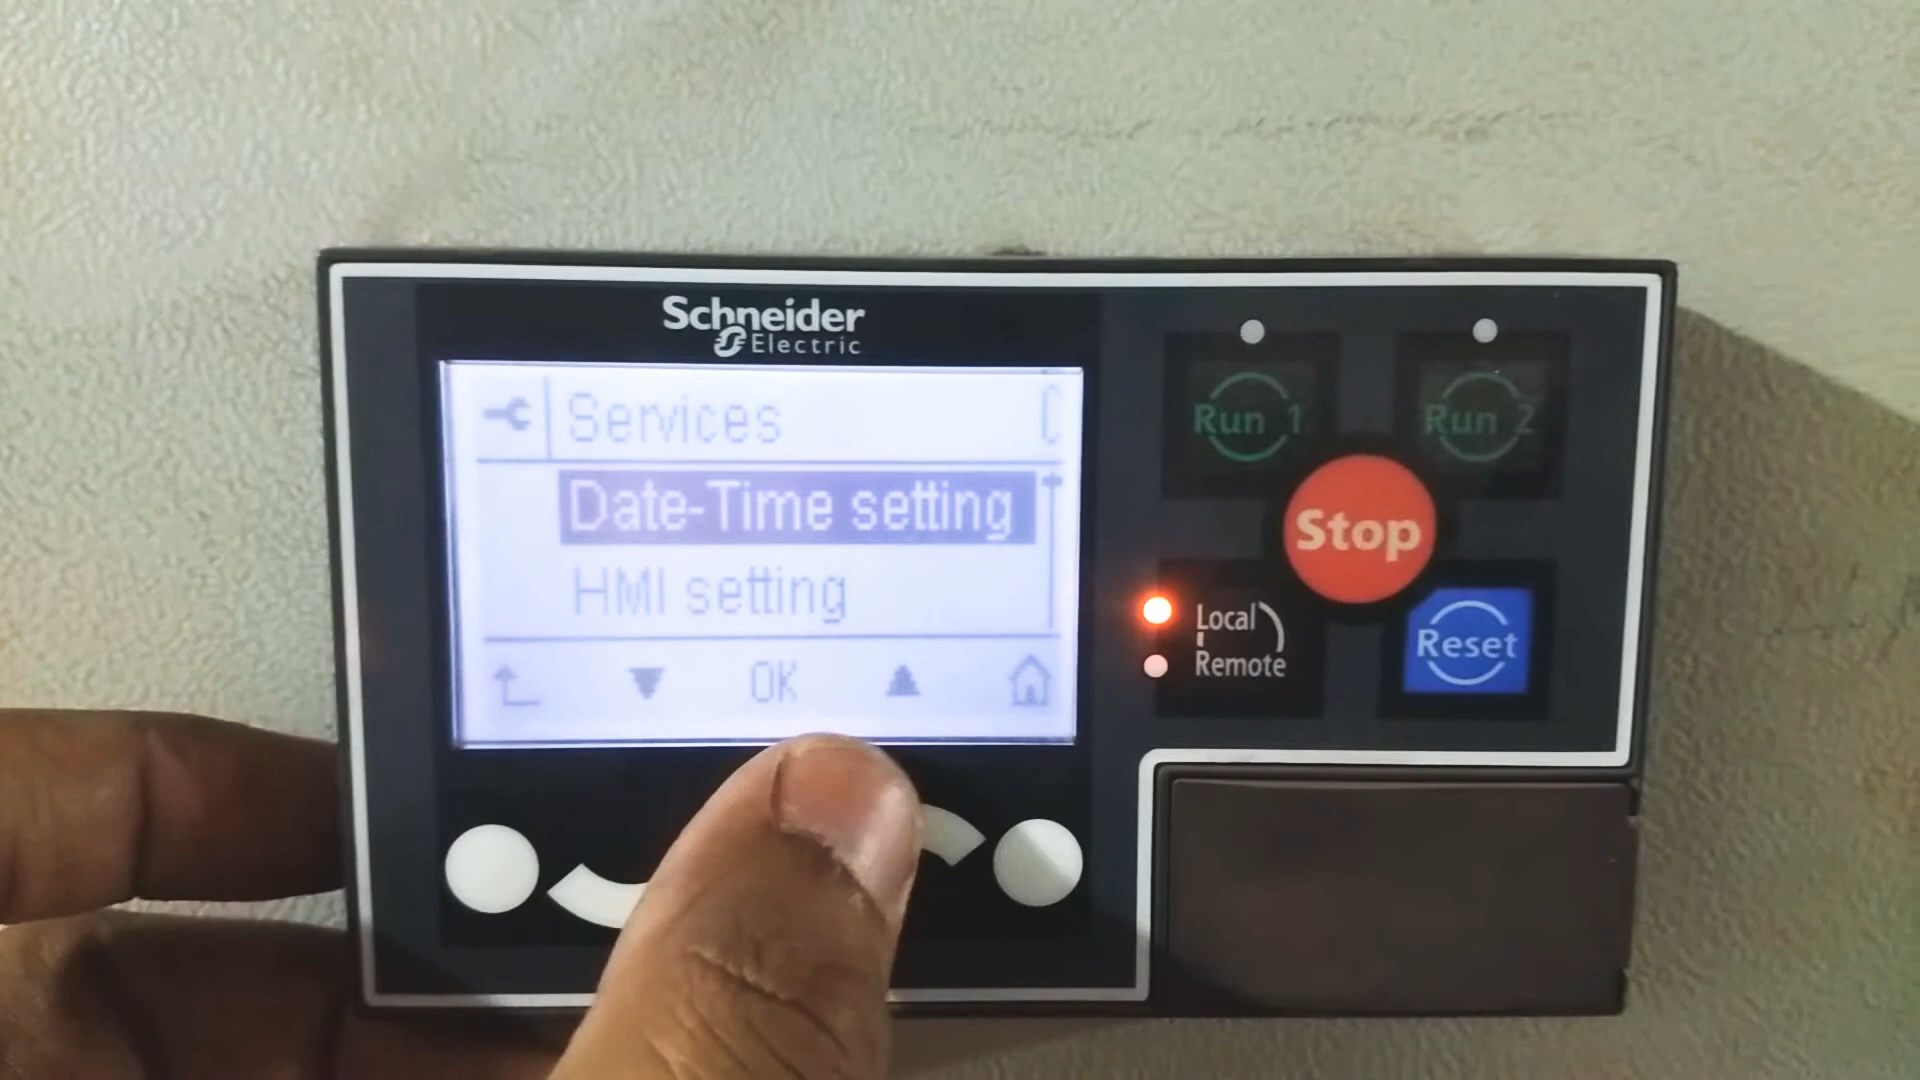 Schneider
Electric
Services
Date-Time setting
HMI setting
OK
Run 1
Run 2
Stop
Local
Remote
Reset